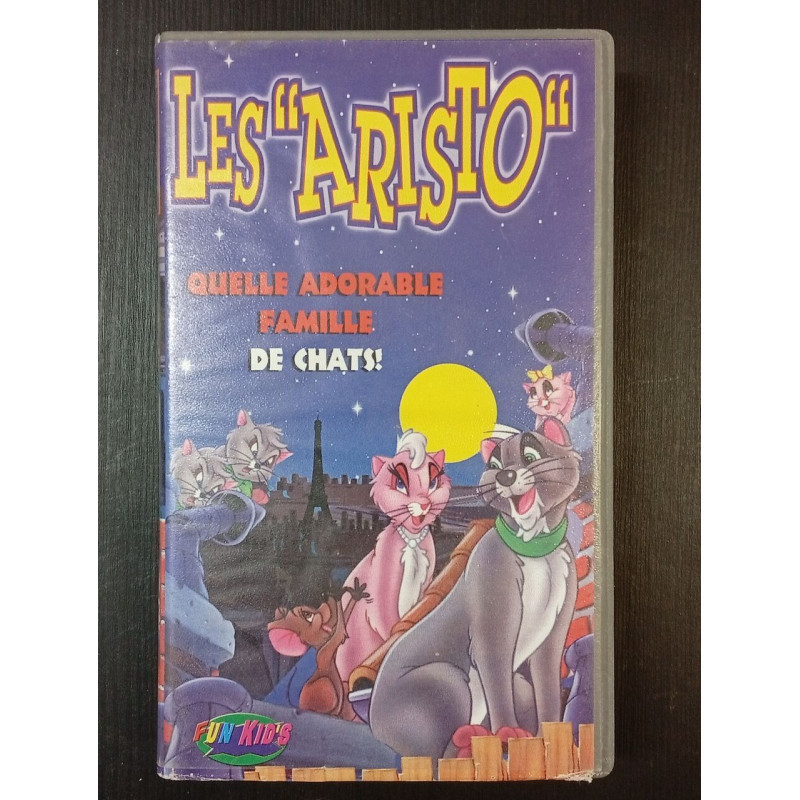 LES "ARISTO"
QUELLE ADORABLE
FAMILLE
DE CHATS!
FUN KID'S